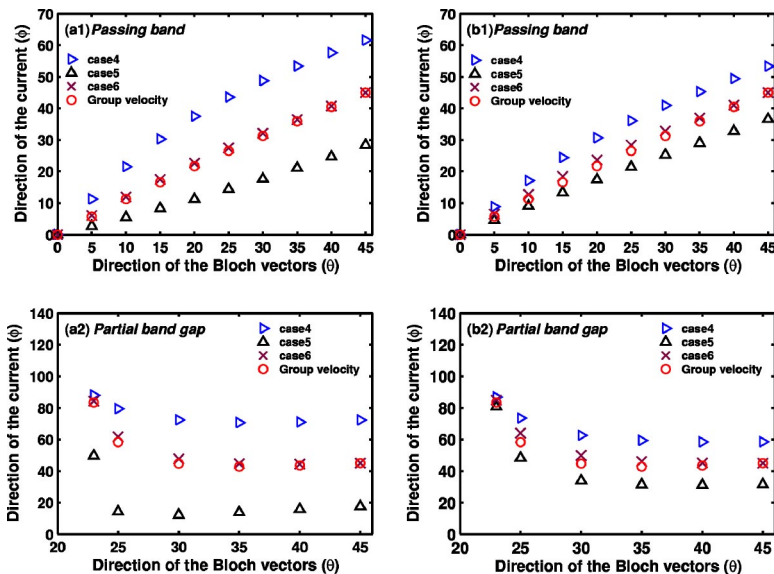 (a1) Passing band
case4
case5
case6
Group velocity
70
60
50
40
30
20
10
0
0 5 10 15 20 25 30 35 40 45
Direction of the Bloch vectors (θ)
Direction of the current (ϕ)
(b1) Passing band
case4
case5
case6
Group velocity
70
60
50
40
30
20
10
0
0 5 10 15 20 25 30 35 40 45
Direction of the Bloch vectors (θ)
Direction of the current (ϕ)
(a2) Partial band gap
case4
case5
case6
Group velocity
140
120
100
80
60
40
20
0
20 25 30 35 40 45
Direction of the Bloch vectors (θ)
Direction of the current (ϕ)
(b2) Partial band gap
case4
case5
case6
Group velocity
140
120
100
80
60
40
20
0
20 25 30 35 40 45
Direction of the Bloch vectors (θ)
Direction of the current (ϕ)